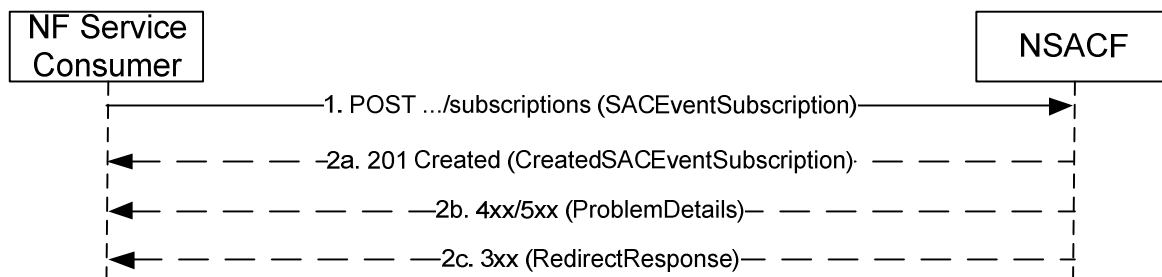 NF Service
Consumer
NSACF
1. POST .../subscriptions (SACEventSubscription)
2a. 201 Created (CreatedSACEventSubscription)
2b. 4xx/5xx (ProblemDetails)
2c. 3xx (RedirectResponse)